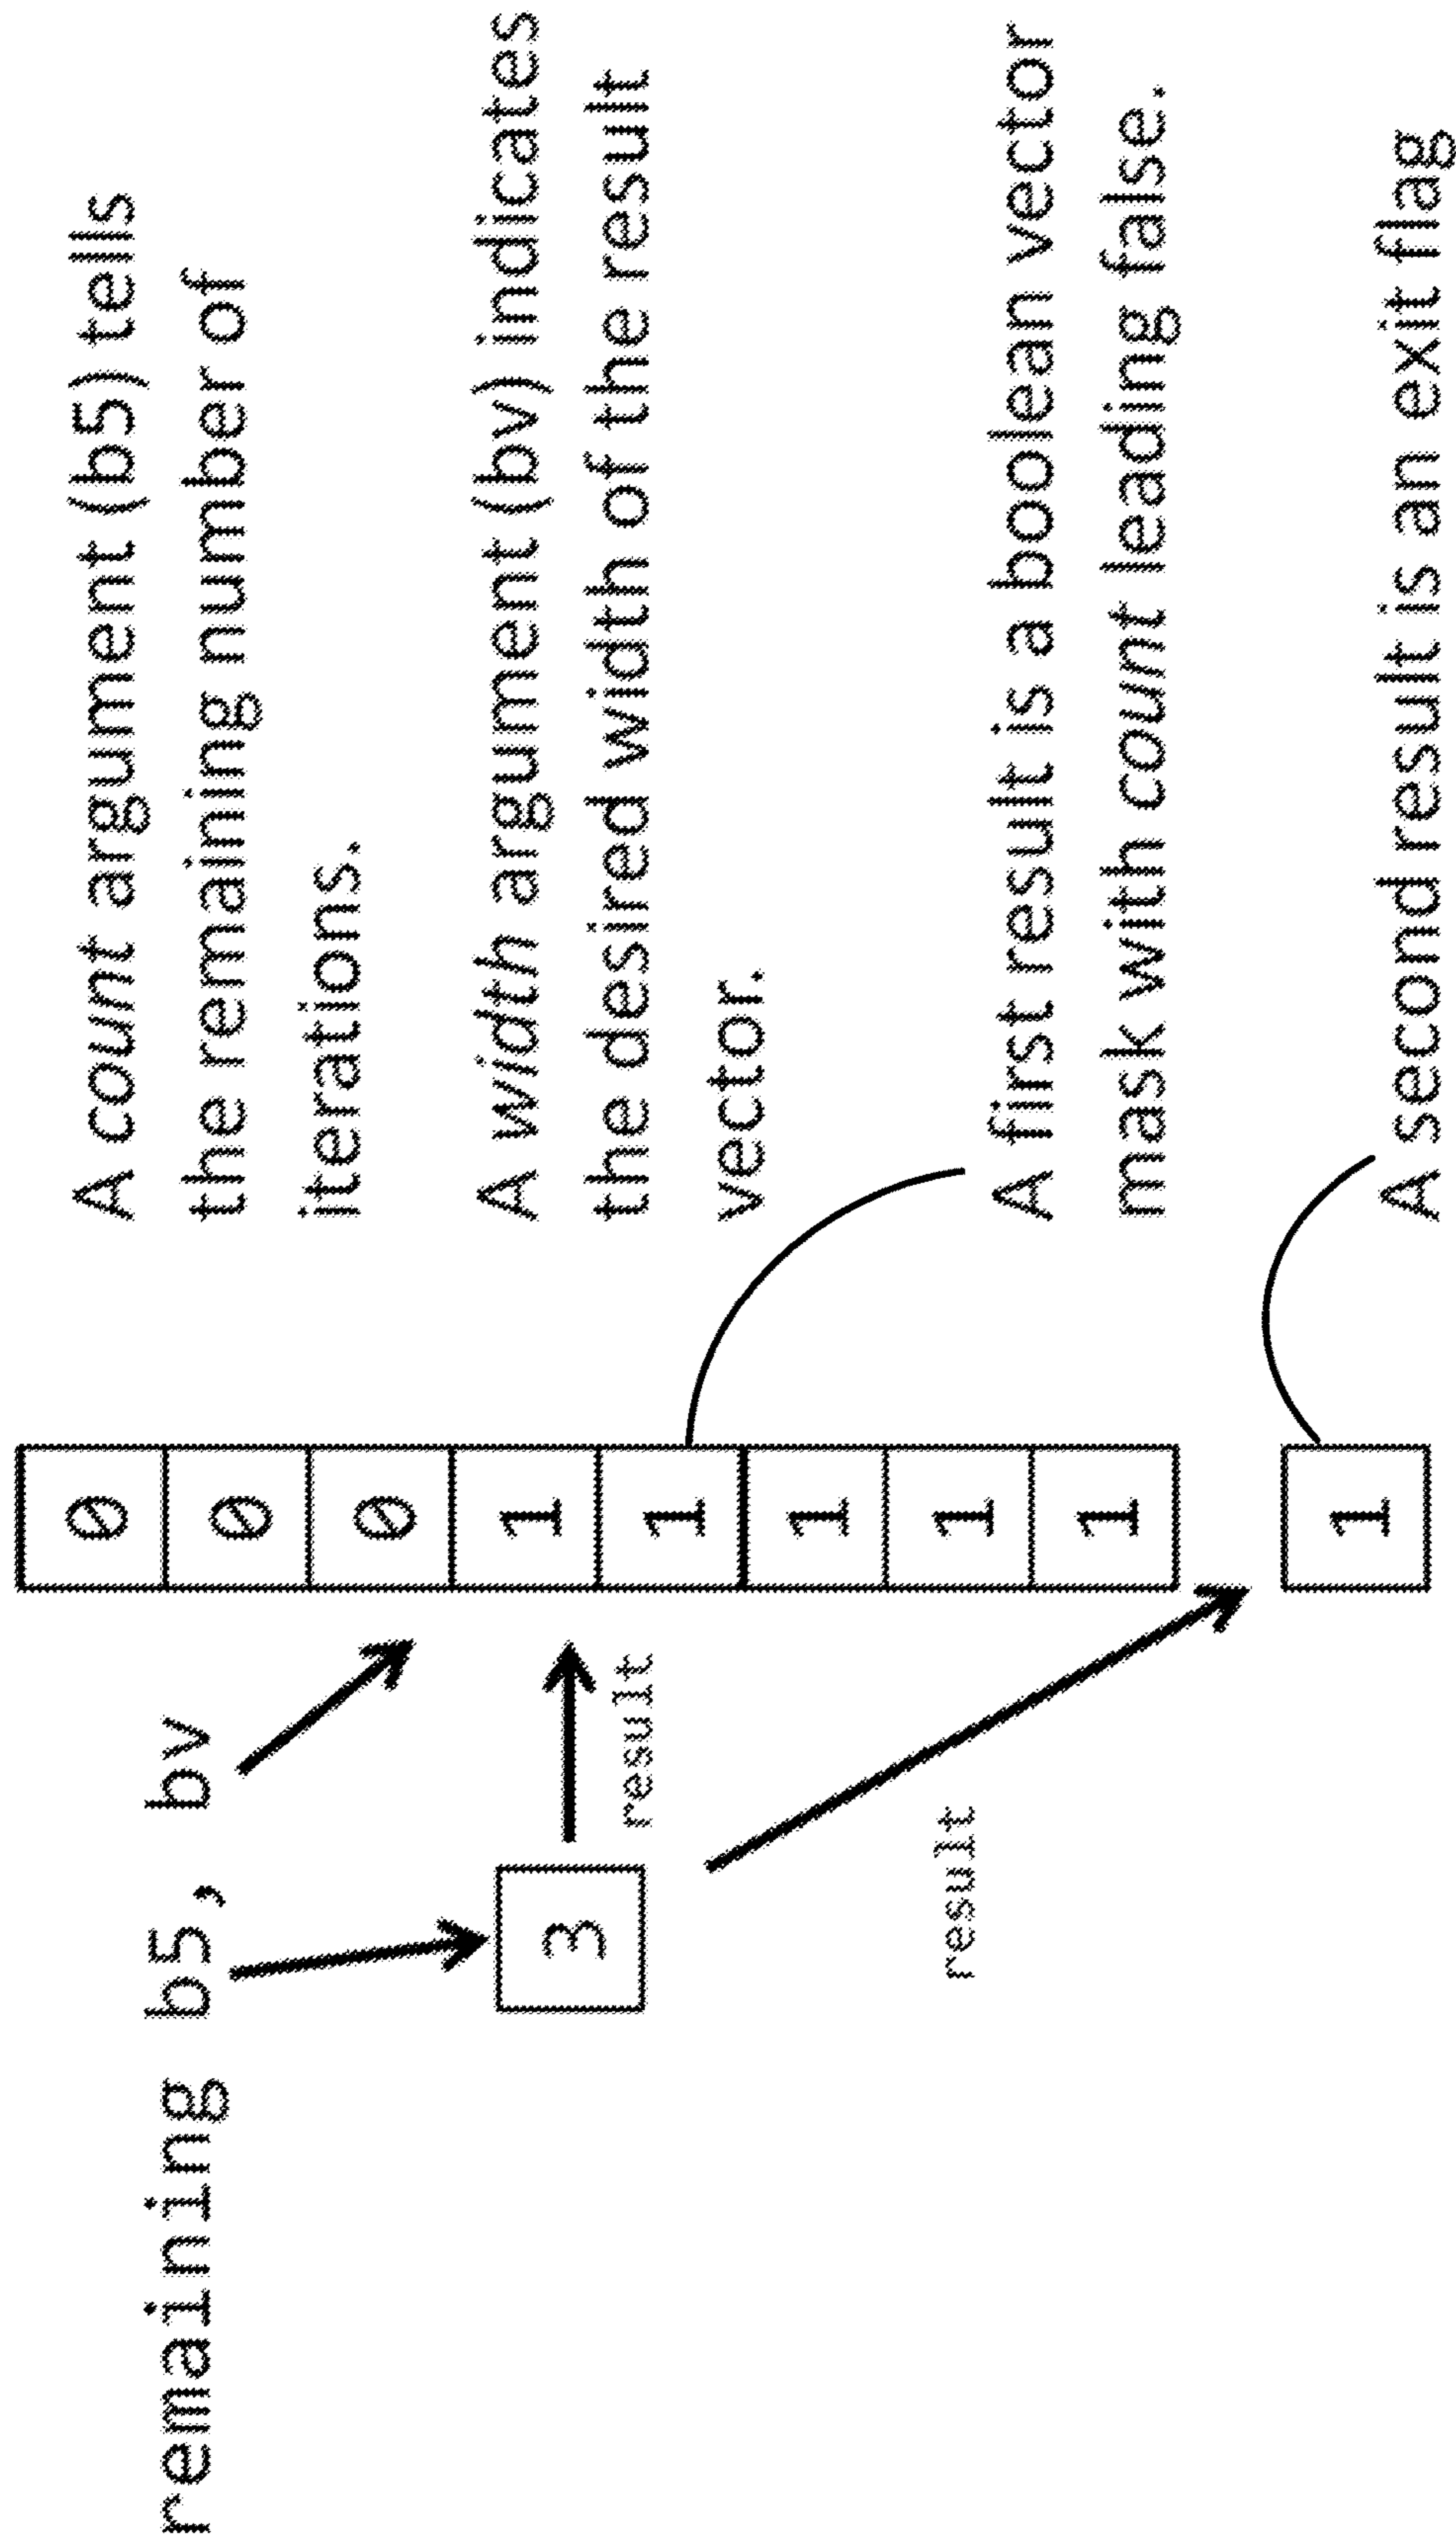 remaining b5, bv
3
result
result
0
0
0
1
1
1
1
1
1
A count argument (b5) tells
the remaining number of
iterations.
A width argument (bv) indicates
the desired width of the result
vector.
A first result is a boolean vector
mask with count leading false.
A second result is an exit flag